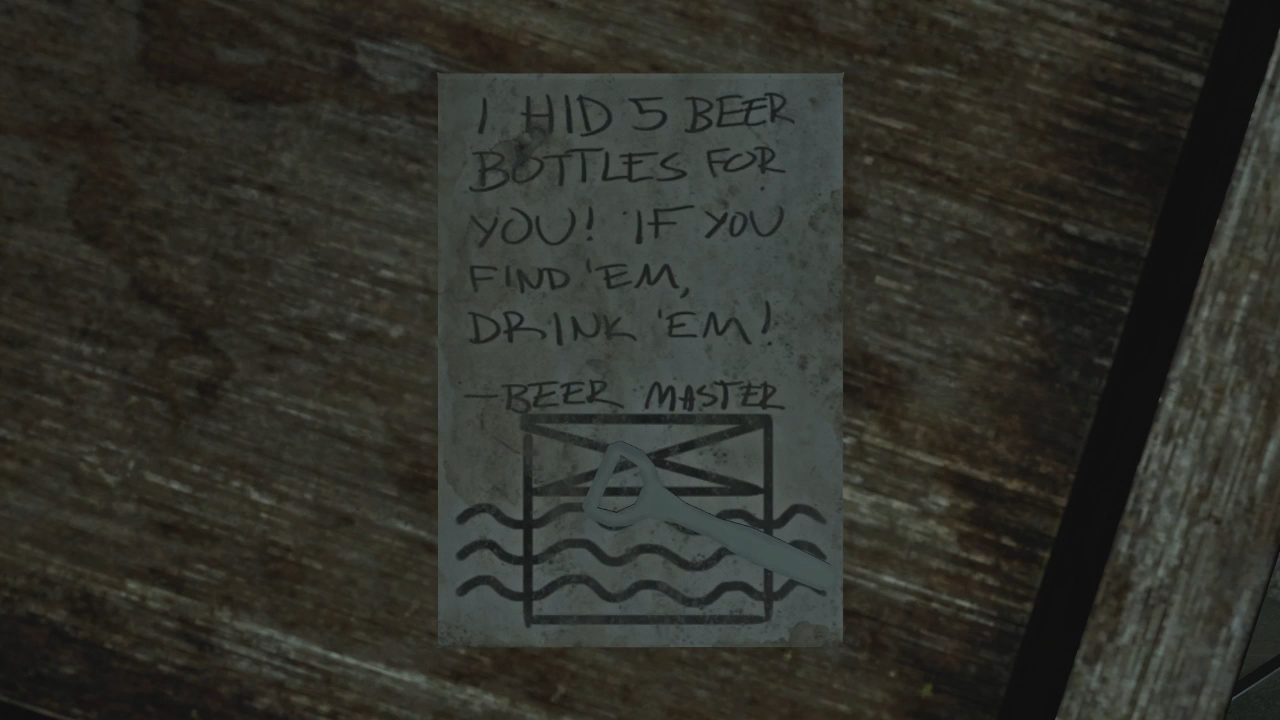 I HID 5 BEER
BOTTLES FOR
YOU! IF YOU
FIND 'EM,
DRINK 'EM!
—BEER MASTER